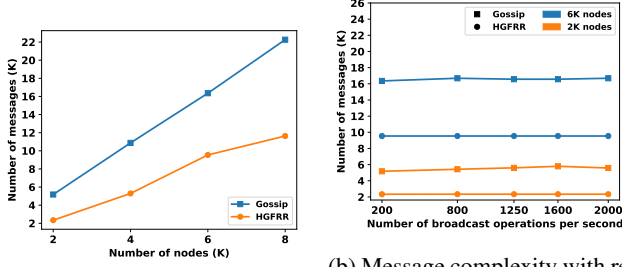 22
20
18
16
14
12
10
8
6
4
2
Number of messages (K)
Gossip
HGFRR
2 4 6 8
Number of nodes (K)
26
24
22
20
18
16
14
12
10
8
6
4
2
Number of messages (K)
Gossip 6K nodes
HGFRR 2K nodes
200 800 1250 1600 2000
Number of broadcast operations per second
(b) Message complexity with re